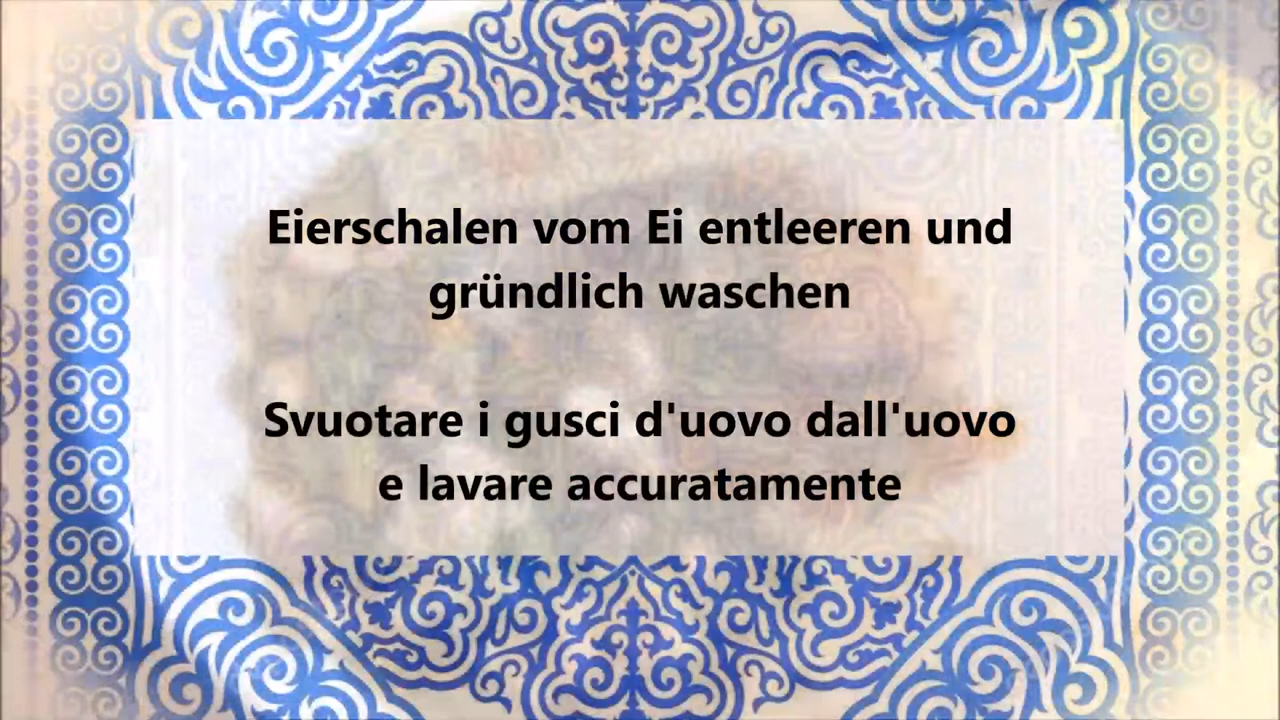 Eierschalen vom Ei entleeren und
gründlich waschen
Svuotare i gusci d'uovo dall'uovo
e lavare accuratamente